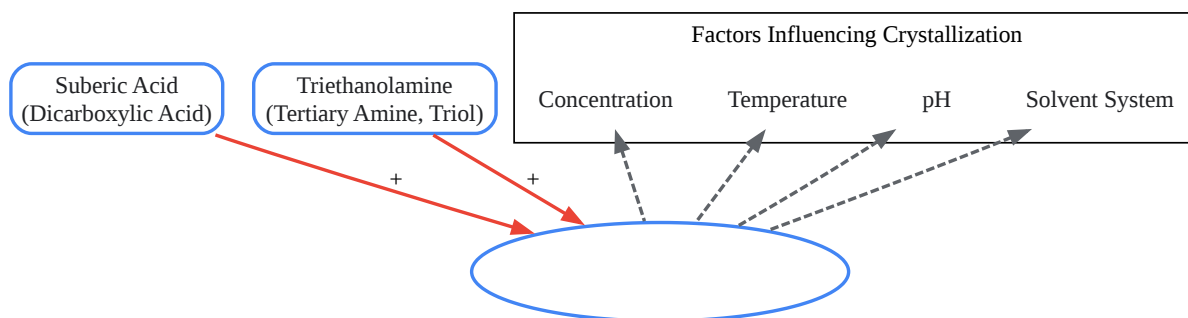 Factors Influencing Crystallization
Suberic Acid
(Dicarboxylic Acid)
Triethanolamine
(Tertiary Amine, Triol)
Concentration
Temperature
pH
Solvent System
+
+